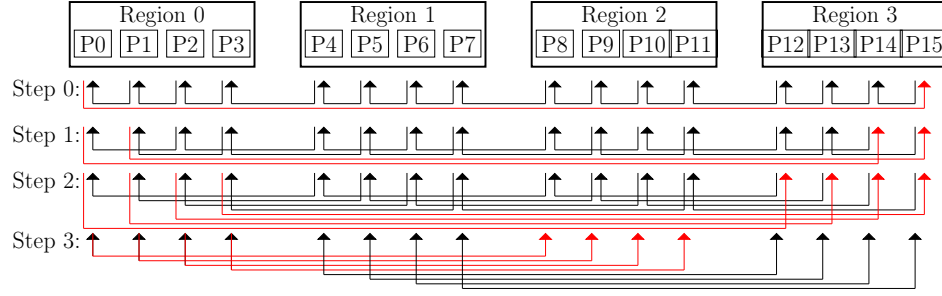 Region 0 Region 1 Region 2 Region 3
P0 P1 P2 P3 P4 P5 P6 P7 P8 P9 P10 P11 P12 P13 P14 P15
Step 0:
Step 1:
Step 2:
Step 3: